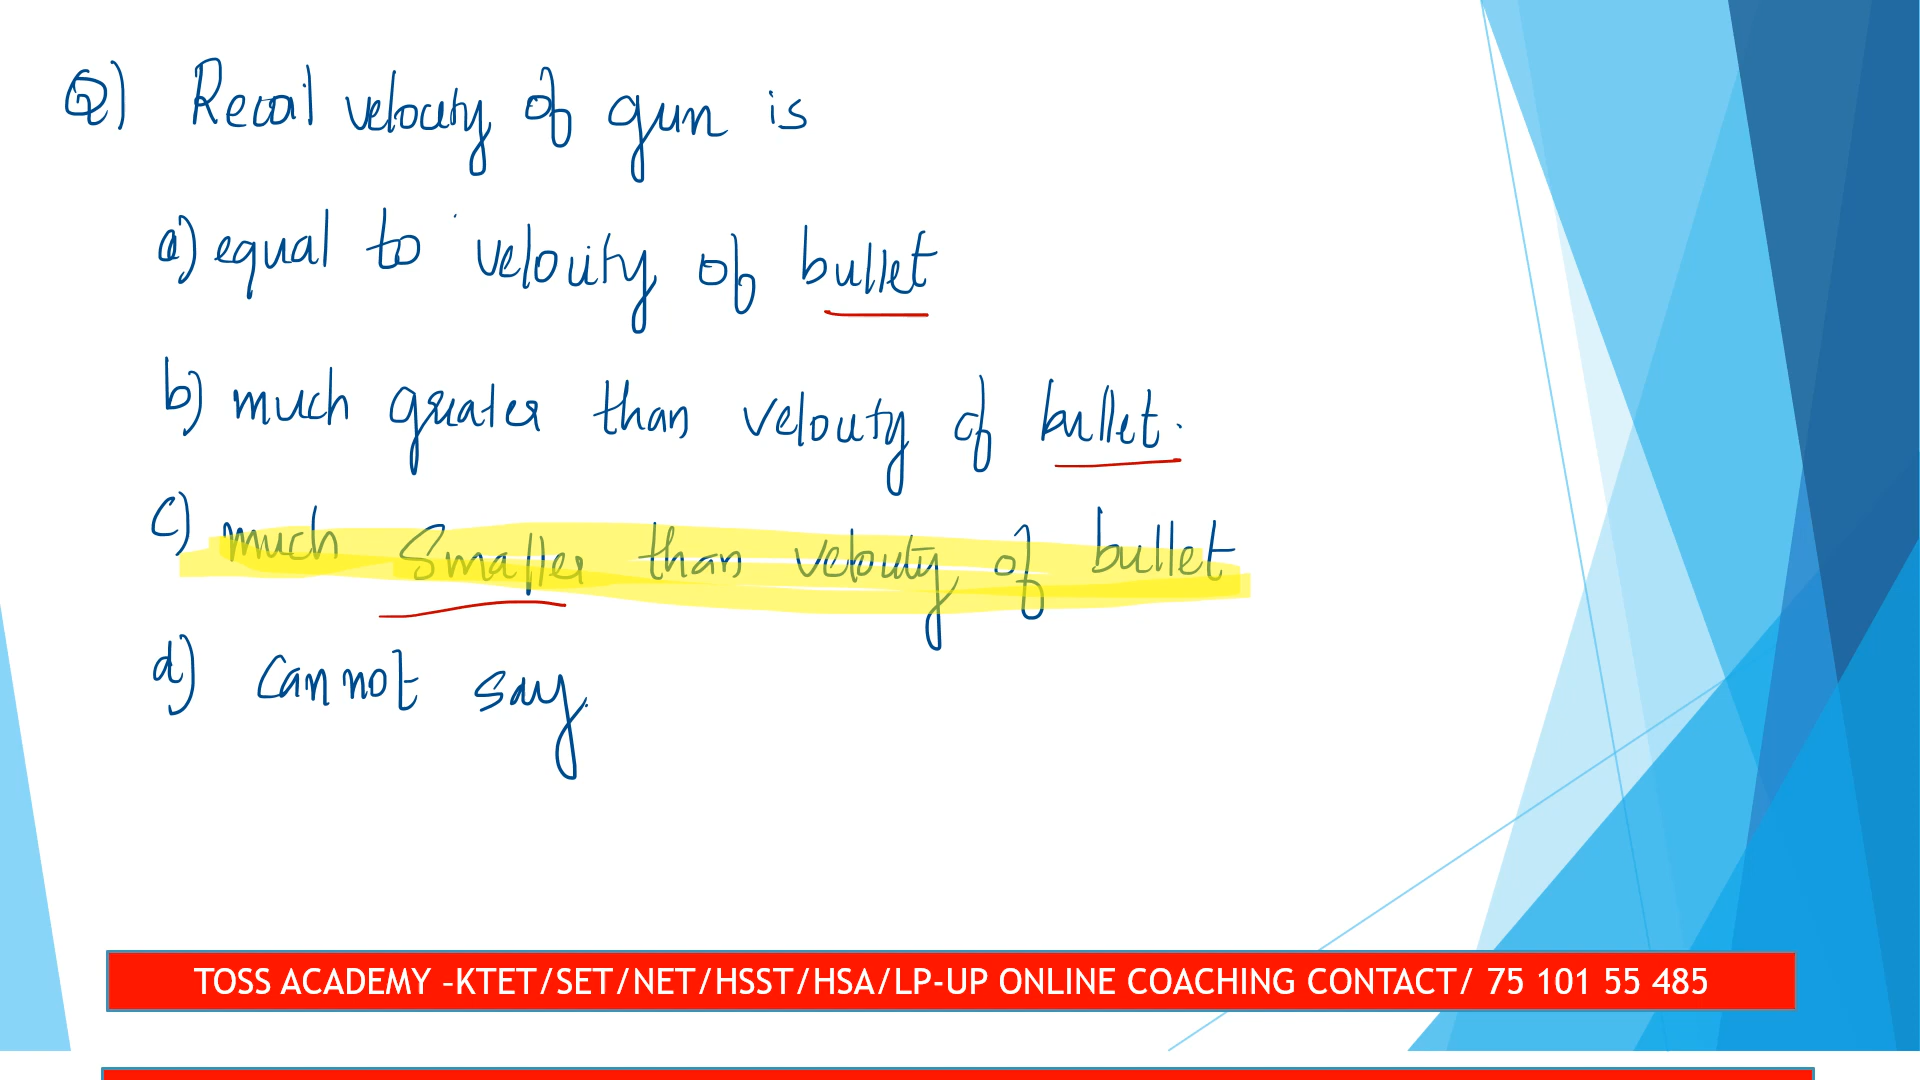 Q) Recoil velocity of gun is
a) equal to velocity of bullet
b) much greater than velocity of bullet.
c) much smaller than velocity of bullet
d) cannot say.
TOSS ACADEMY –KTET/SET/NET/HSST/HSA/LP-UP ONLINE COACHING CONTACT/ 75 101 55 485